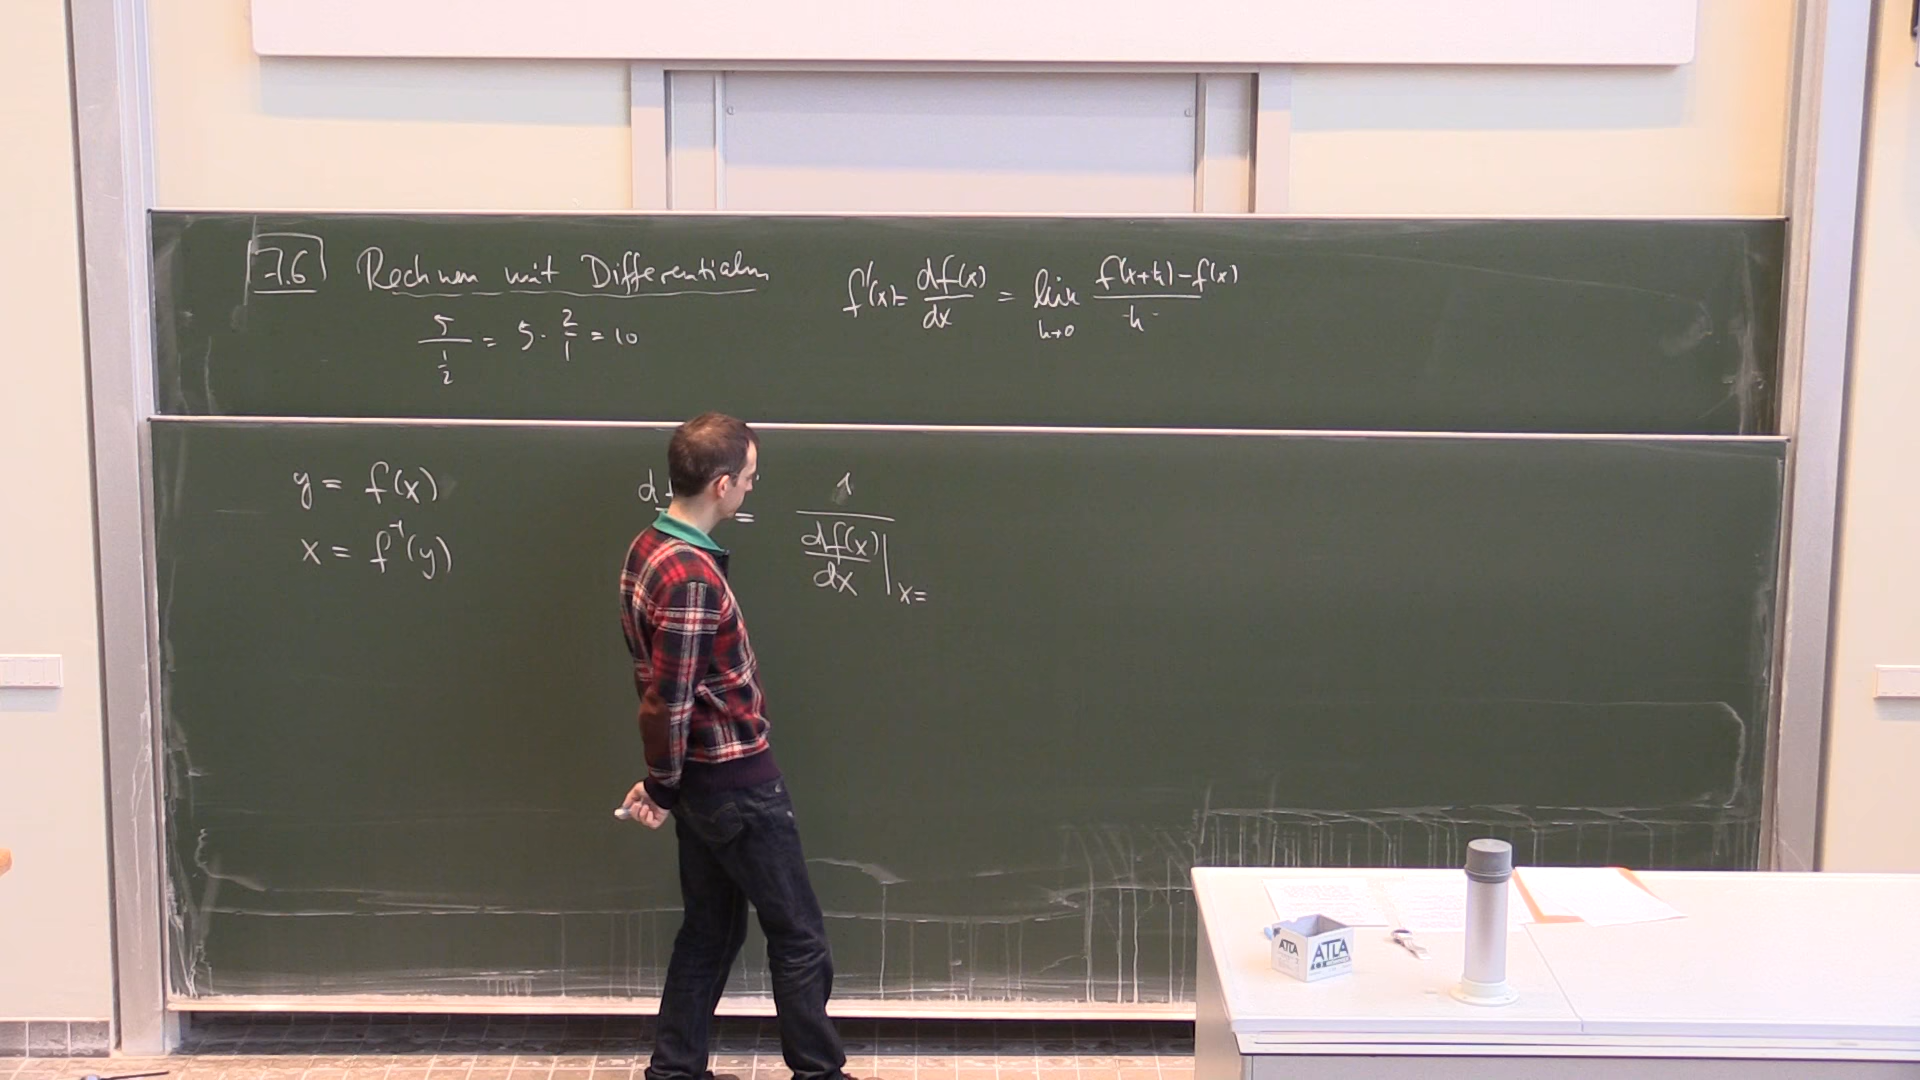 7.6 Rechnen mit Differentialen
5/(1/2) = 5 · 2/1 = 10
f'(x) = df(x)/dx = lim h→0 (f(x+h) - f(x))/h
y = f(x)
x = f⁻¹(y)
d = 1/(df(x)/dx)|x=
ATLA
ATLA